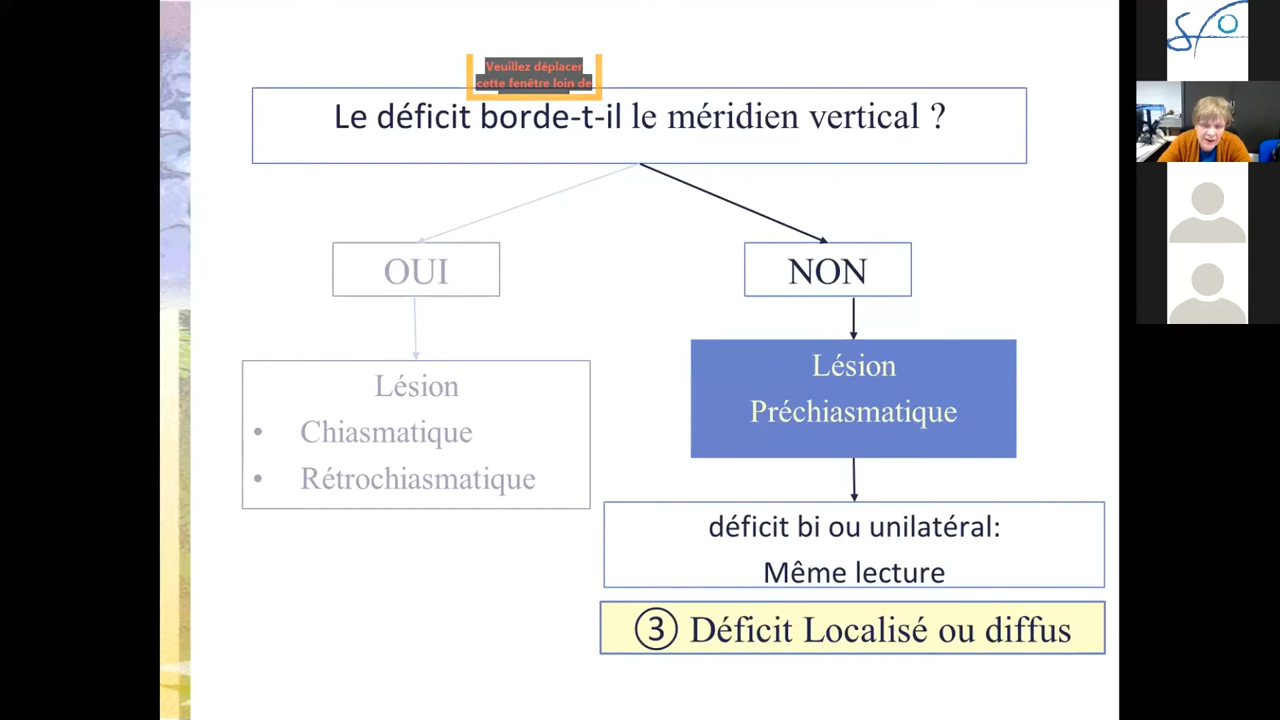 Veuillez déplacer
cette fenêtre loin de
Le déficit borde-t-il le méridien vertical ?
OUI
NON
Lésion
• Chiasmatique
• Rétrochiasmatique
Lésion
Préchiasmatique
déficit bi ou unilatéral:
Même lecture
③ Déficit Localisé ou diffus